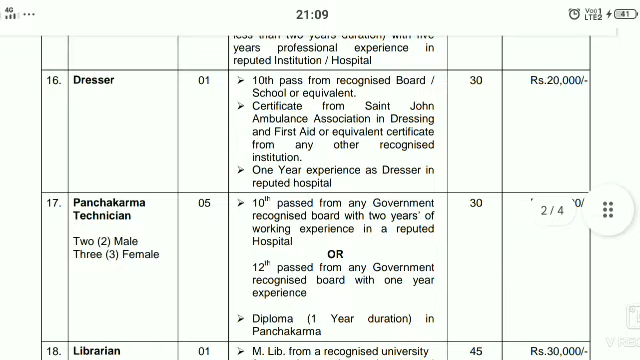 4G 21:09 Vo) 1 LTE2 41
less than two years duration) with five
years professional experience in
reputed Institution / Hospital
16. Dresser 01 ➢ 10th pass from recognised Board / 30 Rs.20,000/-
School or equivalent.
➢ Certificate from Saint John
Ambulance Association in Dressing
and First Aid or equivalent certificate
from any other recognised
institution.
➢ One Year experience as Dresser in
reputed hospital
17. Panchakarma 05 ➢ 10th passed from any Government 30
Technician recognised board with two years' of 2 / 4
working experience in a reputed
Two (2) Male Hospital
Three (3) Female OR
12th passed from any Government
recognised board with one year
experience
➢ Diploma (1 Year duration) in
Panchakarma
18. Librarian 01 ➢ M. Lib. from a recognised university 45 Rs.30,000/-